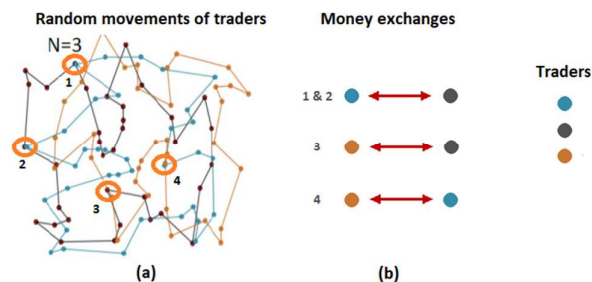 Random movements of traders
Money exchanges
N=3
1
2
3
4
(a)
1 & 2
3
4
(b)
Traders